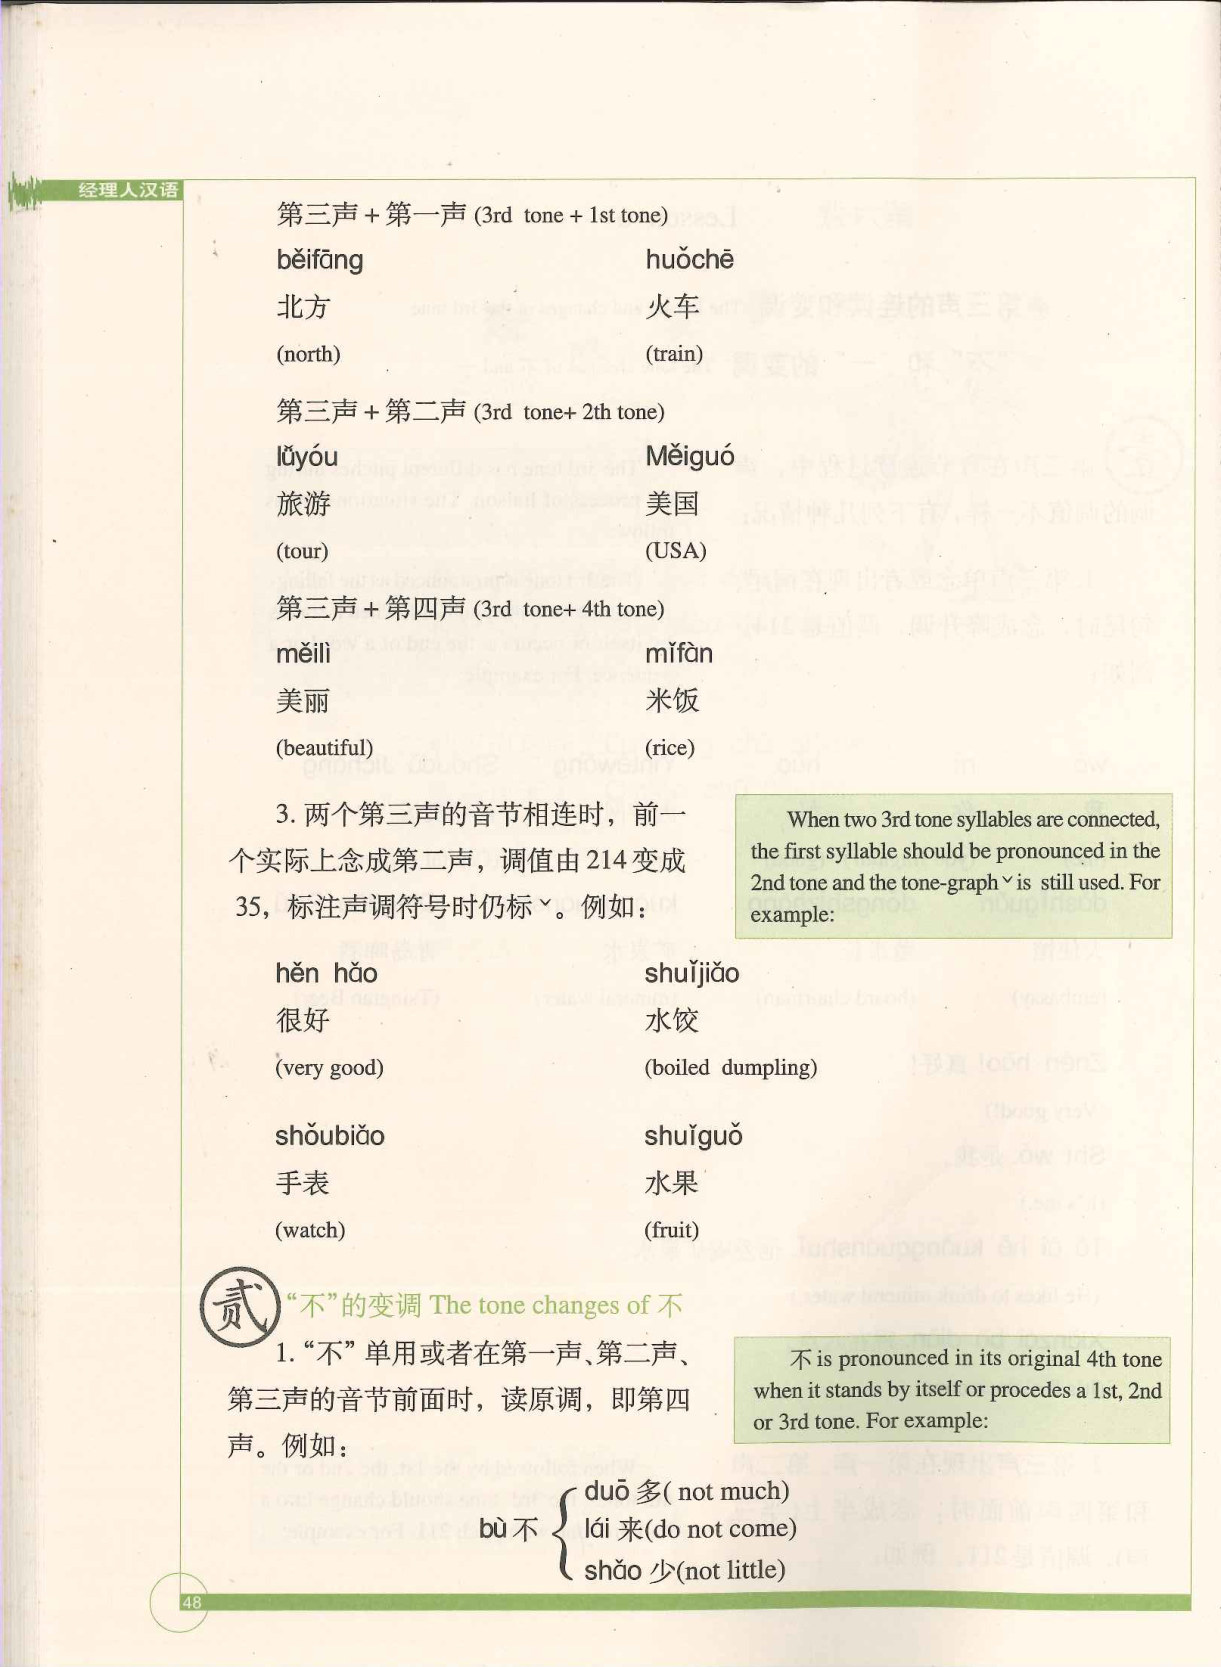 经理人汉语
第三声 + 第一声 (3rd tone + 1st tone)
běifāng huǒchē
北方 火车
(north) (train)
第三声 + 第二声 (3rd tone+ 2th tone)
lǚyóu Měiguó
旅游 美国
(tour) (USA)
第三声 + 第四声 (3rd tone+ 4th tone)
měilì mǐfàn
美丽 米饭
(beautiful) (rice)
3. 两个第三声的音节相连时，前一
个实际上念成第二声，调值由 214 变成
35, 标注声调符号时仍标 。例如：
When two 3rd tone syllables are connected,
the first syllable should be pronounced in the
2nd tone and the tone-graph ˇ is still used. For
example:
hěn hǎo shuǐjiǎo
很好 水饺
(very good) (boiled dumpling)
shǒubiǎo shuǐguǒ
手表 水果
(watch) (fruit)
贰 “不”的变调 The tone changes of 不
1. “不” 单用或者在第一声、第二声、
第三声的音节前面时，读原调，即第四
声。例如：
不 is pronounced in its original 4th tone
when it stands by itself or procedes a 1st, 2nd
or 3rd tone. For example:
duō 多( not much)
bù 不 lái 来(do not come)
shǎo 少(not little)
48